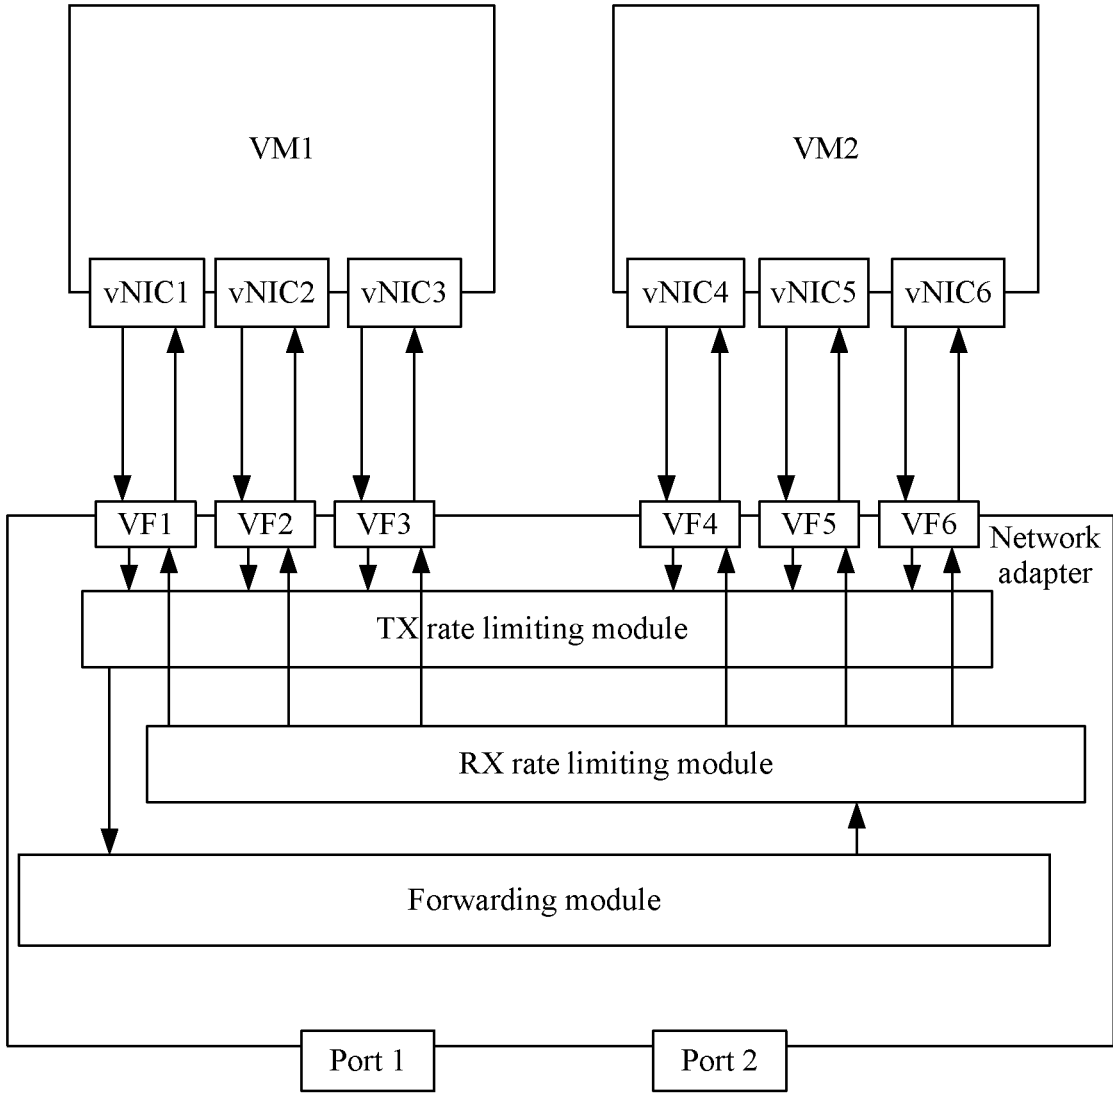 VM1
VM2
vNIC1
vNIC2
vNIC3
vNIC4
vNIC5
vNIC6
VF1
VF2
VF3
VF4
VF5
VF6
Network
adapter
TX rate limiting module
RX rate limiting module
Forwarding module
Port 1
Port 2